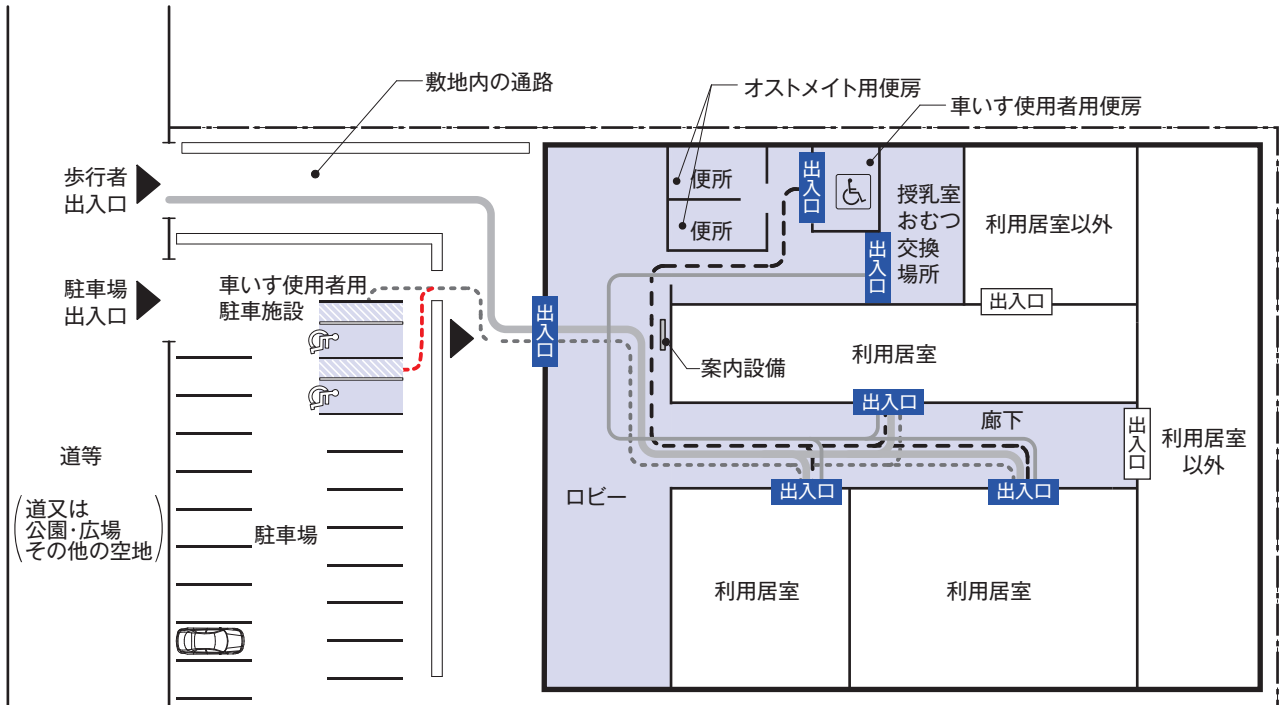 敷地内の通路
オストメイト用便房
車いす使用者用便房
歩行者
出入口
駐車場
出入口
車いす使用者用
駐車施設
道等
道又は
公園・広場
その他の空地
駐車場
出入口
ロビー
便所
便所
出入口
授乳室
おむつ
交換
場所
出入口
利用居室以外
出入口
案内設備
利用居室
出入口
廊下
出入口
利用居室
以外
出入口
出入口
利用居室
利用居室